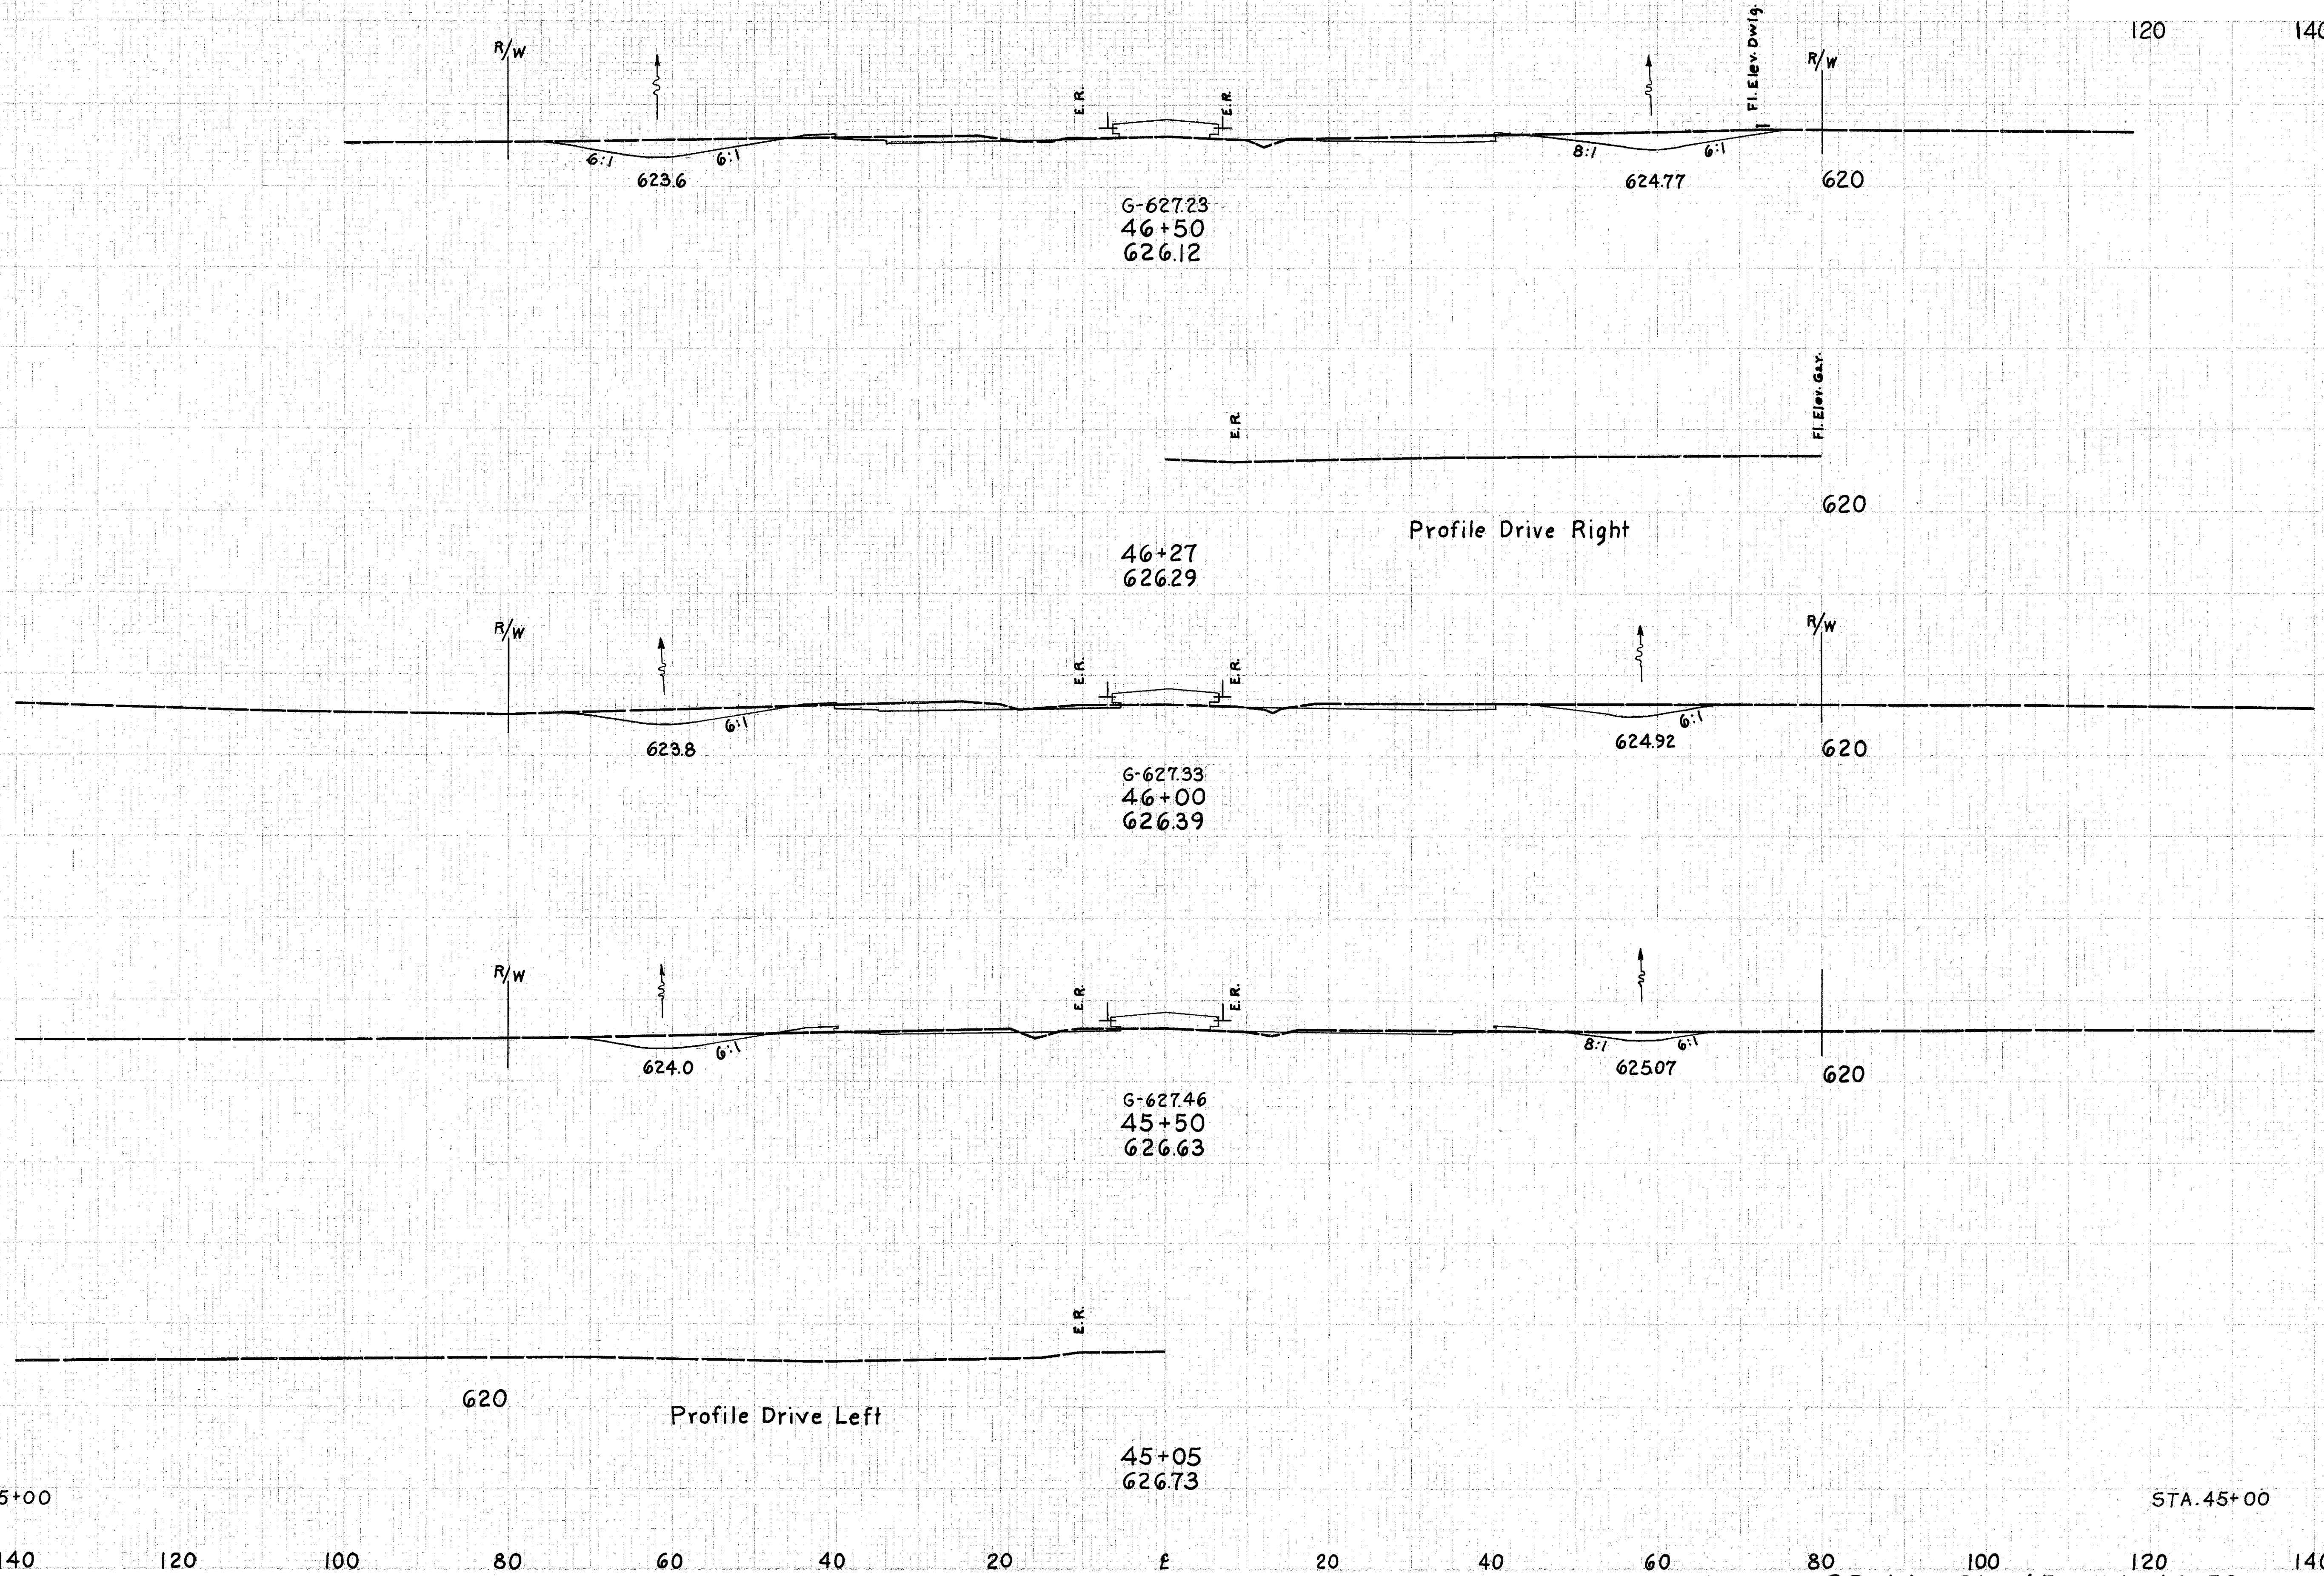 120 140
R/W
E.R.
E.R.
Fl. Elev. Dwlg.
R/W
6:1 6:1 8:1 6:1
623.6 624.77 620
G-627.23
46+50
626.12
E.R.
Fl. Elev. Gar.
620
Profile Drive Right
46+27
626.29
R/W
E.R.
E.R.
R/W
6:1 6:1
623.8 624.92 620
G-627.33
46+00
626.39
R/W
E.R.
E.R.
6:1 8:1 6:1
624.0 625.07 620
G-627.46
45+50
626.63
E.R.
620
Profile Drive Left
45+05
626.73
5+00 STA. 45+00
140 120 100 80 60 40 20 ℄ 20 40 60 80 100 120 140